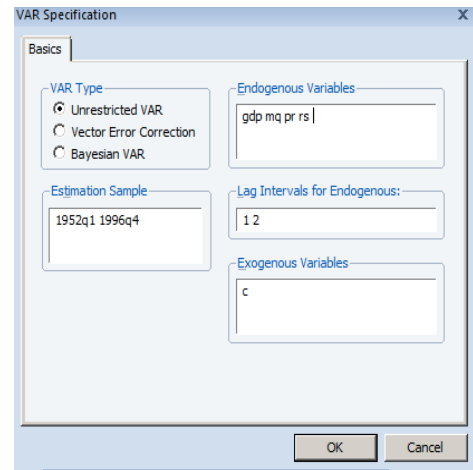 VAR Specification X
Basics
VAR Type
Unrestricted VAR
Vector Error Correction
Bayesian VAR
Endogenous Variables
gdp mq pr rs
Estimation Sample
1952q1 1996q4
Lag Intervals for Endogenous:
1 2
Exogenous Variables
c
OK
Cancel